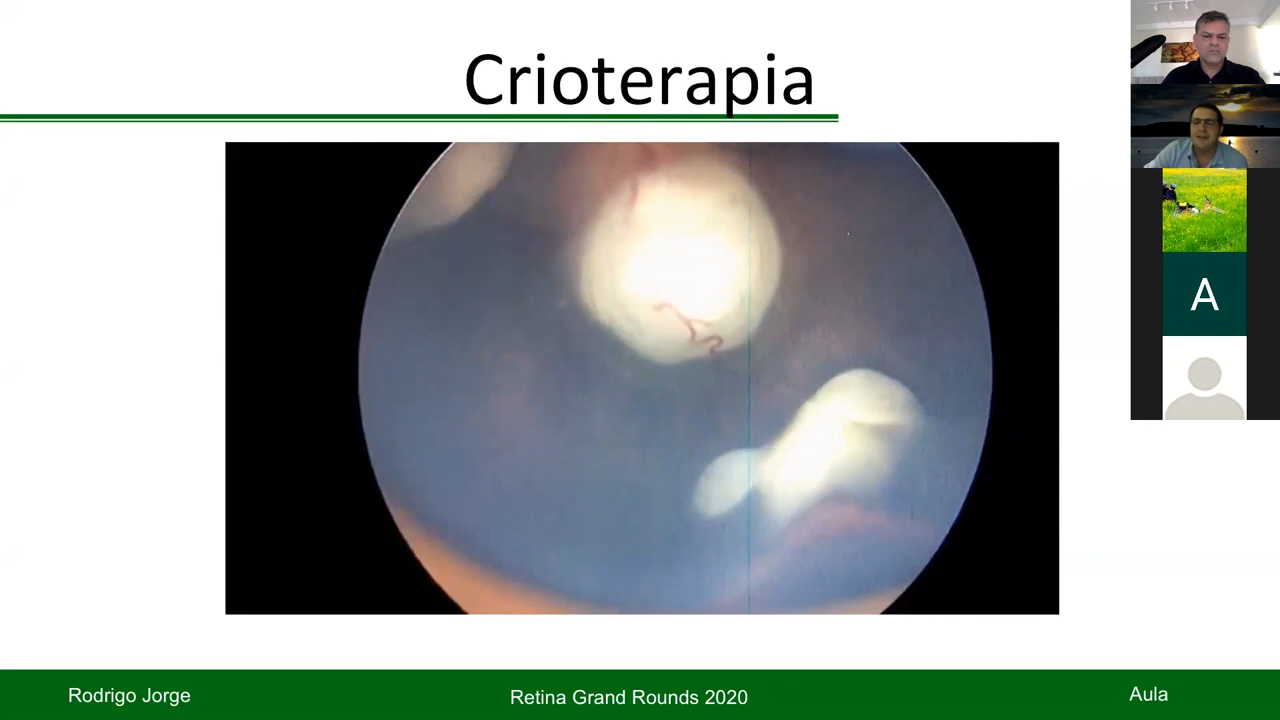 Crioterapia
A
Rodrigo Jorge
Retina Grand Rounds 2020
Aula